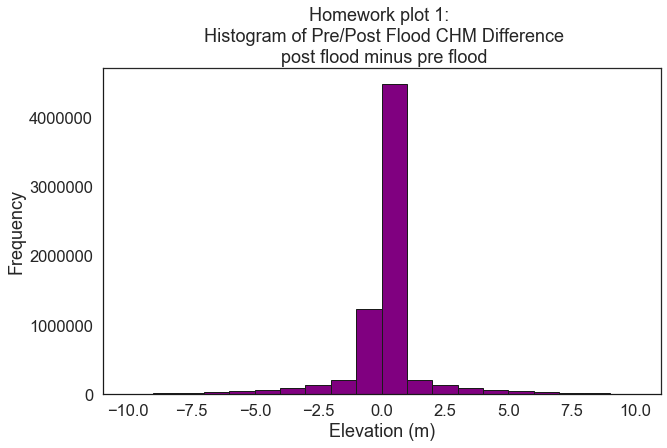 Homework plot 1:
Histogram of Pre/Post Flood CHM Difference
post flood minus pre flood
4000000
3000000
2000000
1000000
0
Frequency
−10.0 −7.5 −5.0 −2.5 0.0 2.5 5.0 7.5 10.0
Elevation (m)